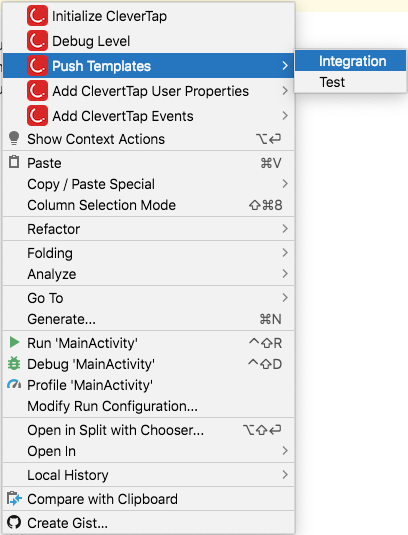 Initialize CleverTap
Debug Level
Push Templates
Integration
Test
Add ClevertTap User Properties
Add CleverTap Events
Show Context Actions ⌥⏎
Paste ⌘V
Copy / Paste Special
Column Selection Mode ⇧⌘8
Refactor
Folding
Analyze
Go To
Generate... ⌘N
Run 'MainActivity' ^⇧R
Debug 'MainActivity' ^⇧D
Profile 'MainActivity'
Modify Run Configuration...
Open in Split with Chooser... ⌥⇧⏎
Open In
Local History
Compare with Clipboard
Create Gist...